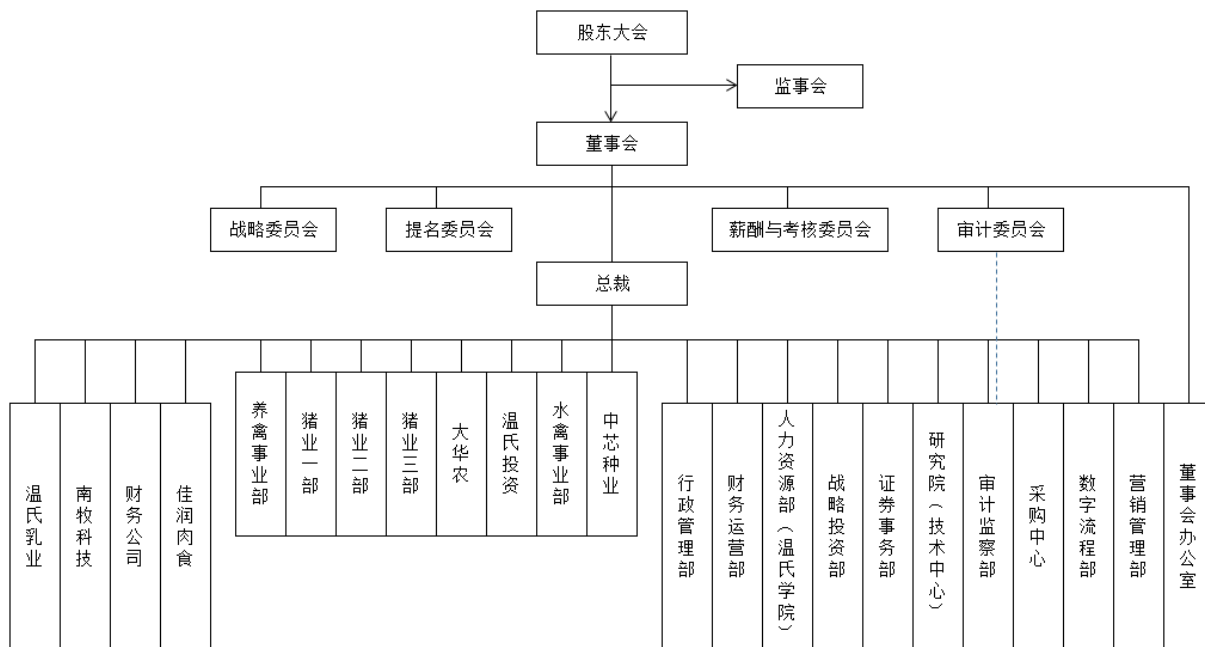 股东大会
监事会
董事会
战略委员会
提名委员会
薪酬与考核委员会
审计委员会
总裁
温氏乳业
南牧科技
财务公司
佳润肉食
养禽事业部
猪业一部
猪业二部
猪业三部
大华农
温氏投资
水禽事业部
中芯种业
行政管理部
财务运营部
人力资源部（温氏学院）
战略投资部
证券事务部
研究院（技术中心）
审计监察部
采购中心
数字流程部
营销管理部
董事会办公室